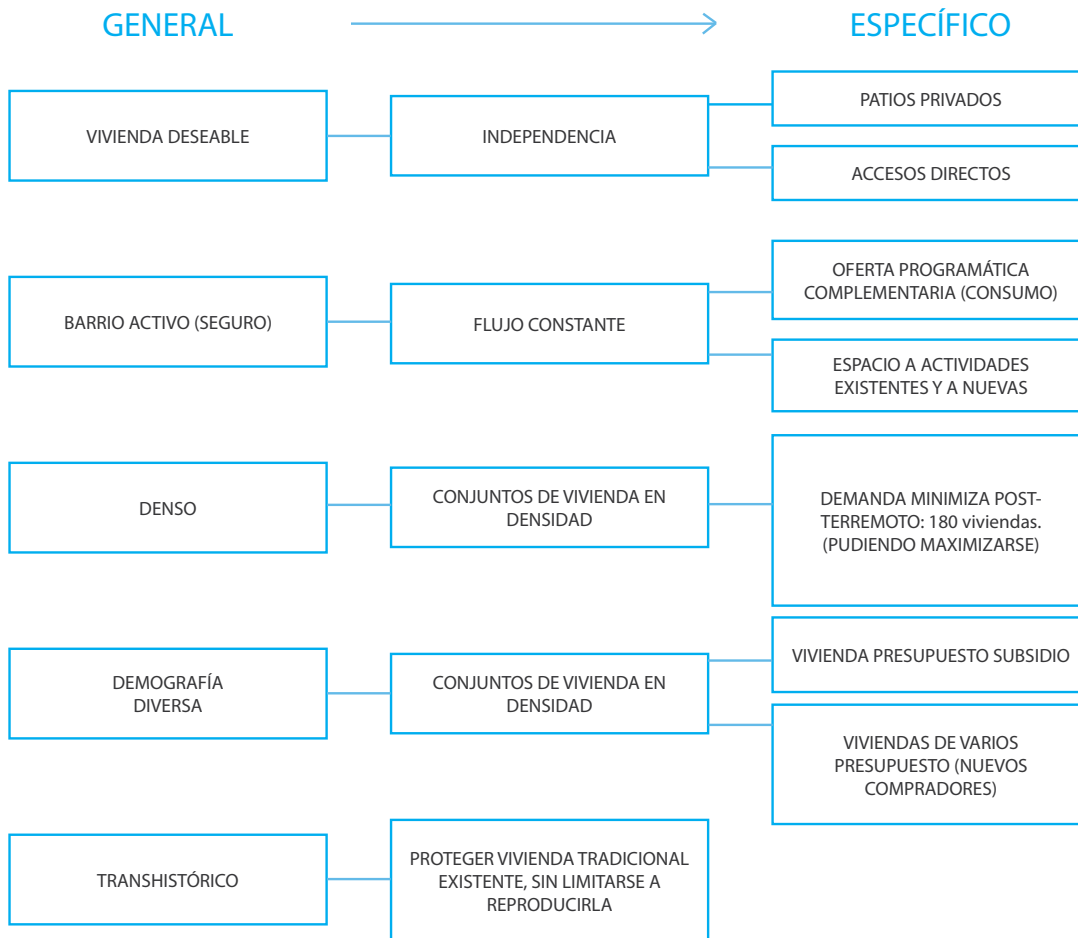 GENERAL
ESPECÍFICO
VIVIENDA DESEABLE
INDEPENDENCIA
PATIOS PRIVADOS
ACCESOS DIRECTOS
BARRIO ACTIVO (SEGURO)
FLUJO CONSTANTE
OFERTA PROGRAMÁTICA
COMPLEMENTARIA (CONSUMO)
ESPACIO A ACTIVIDADES
EXISTENTES Y A NUEVAS
DENSO
CONJUNTOS DE VIVIENDA EN
DENSIDAD
DEMANDA MINIMIZA POST-
TERREMOTO: 180 viviendas.
(PUDIENDO MAXIMIZARSE)
DEMOGRAFÍA
DIVERSA
CONJUNTOS DE VIVIENDA EN
DENSIDAD
VIVIENDA PRESUPUESTO SUBSIDIO
VIVIENDAS DE VARIOS
PRESUPUESTO (NUEVOS
COMPRADORES)
TRANSHISTÓRICO
PROTEGER VIVIENDA TRADICIONAL
EXISTENTE, SIN LIMITARSE A
REPRODUCIRLA